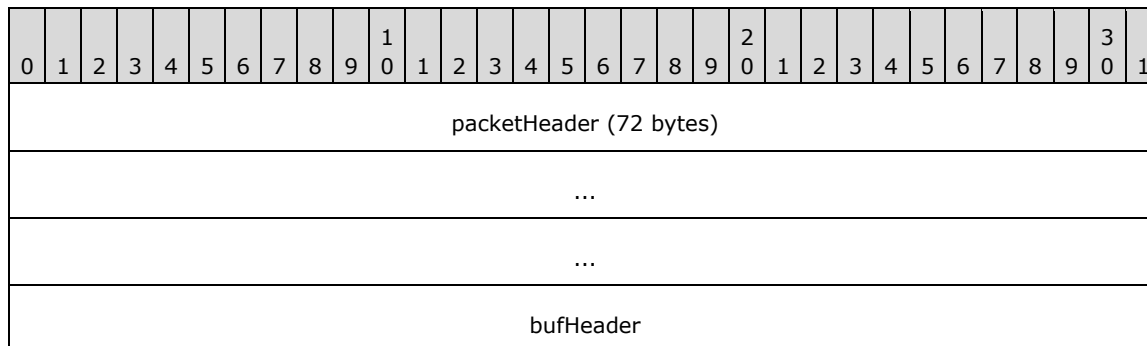 1 2 3
0 1 2 3 4 5 6 7 8 9 0 1 2 3 4 5 6 7 8 9 0 1 2 3 4 5 6 7 8 9 0 1
packetHeader (72 bytes)
...
...
bufHeader